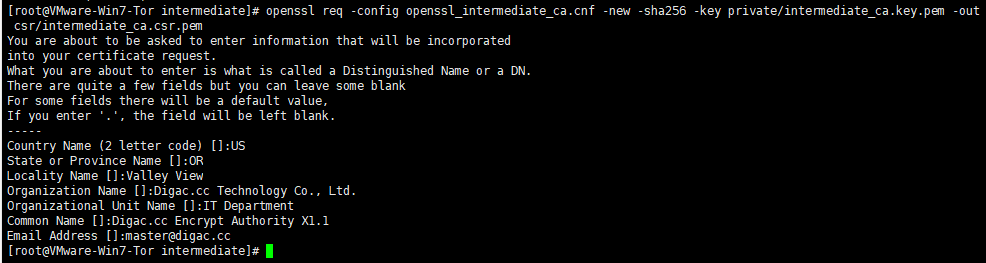 [root@VMware-Win7-Tor intermediate]# openssl req -config openssl_intermediate_ca.cnf -new -sha256 -key private/intermediate_ca.key.pem -out
csr/intermediate_ca.csr.pem
You are about to be asked to enter information that will be incorporated
into your certificate request.
What you are about to enter is what is called a Distinguished Name or a DN.
There are quite a few fields but you can leave some blank
For some fields there will be a default value,
If you enter '.', the field will be left blank.
-----
Country Name (2 letter code) []:US
State or Province Name []:OR
Locality Name []:Valley View
Organization Name []:Digac.cc Technology Co., Ltd.
Organizational Unit Name []:IT Department
Common Name []:Digac.cc Encrypt Authority X1.1
Email Address []:master@digac.cc
[root@VMware-Win7-Tor intermediate]#